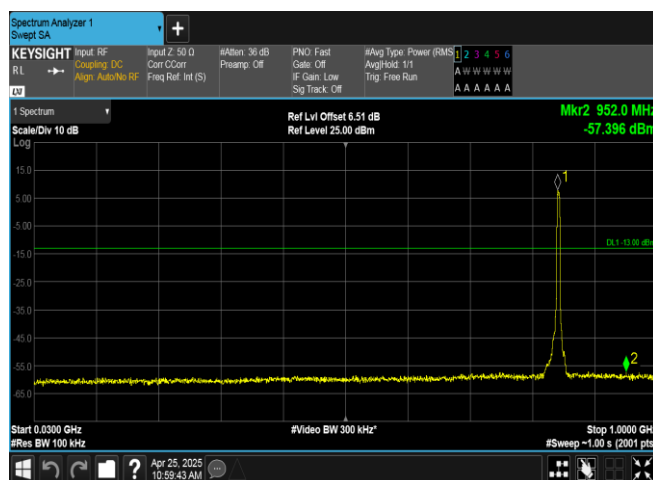 Spectrum Analyzer 1
Swept SA
+
KEYSIGHT
RL
LXI
Input: RF
Coupling: DC
Align: Auto/No RF
Input Z: 50 Ω
Corr CCorr
Freq Ref: Int (S)
#Atten: 36 dB
Preamp: Off
PNO: Fast
Gate: Off
IF Gain: Low
Sig Track: Off
#Avg Type: Power (RMS
Avg|Hold: 1/1
Trig: Free Run
1 2 3 4 5 6
A W W W W W
A A A A A A
1 Spectrum
Scale/Div 10 dB
Log
Ref Lvl Offset 6.51 dB
Ref Level 25.00 dBm
Mkr2 952.0 MHz
-57.396 dBm
15.0
5.00
-5.00
-15.0
-25.0
-35.0
-45.0
-55.0
-65.0
1
DL1 -13.00 dBm
2
Start 0.0300 GHz
#Res BW 100 kHz
#Video BW 300 kHz*
Stop 1.0000 GHz
#Sweep ~1.00 s (2001 pts)
?
Apr 25, 2025
10:59:43 AM